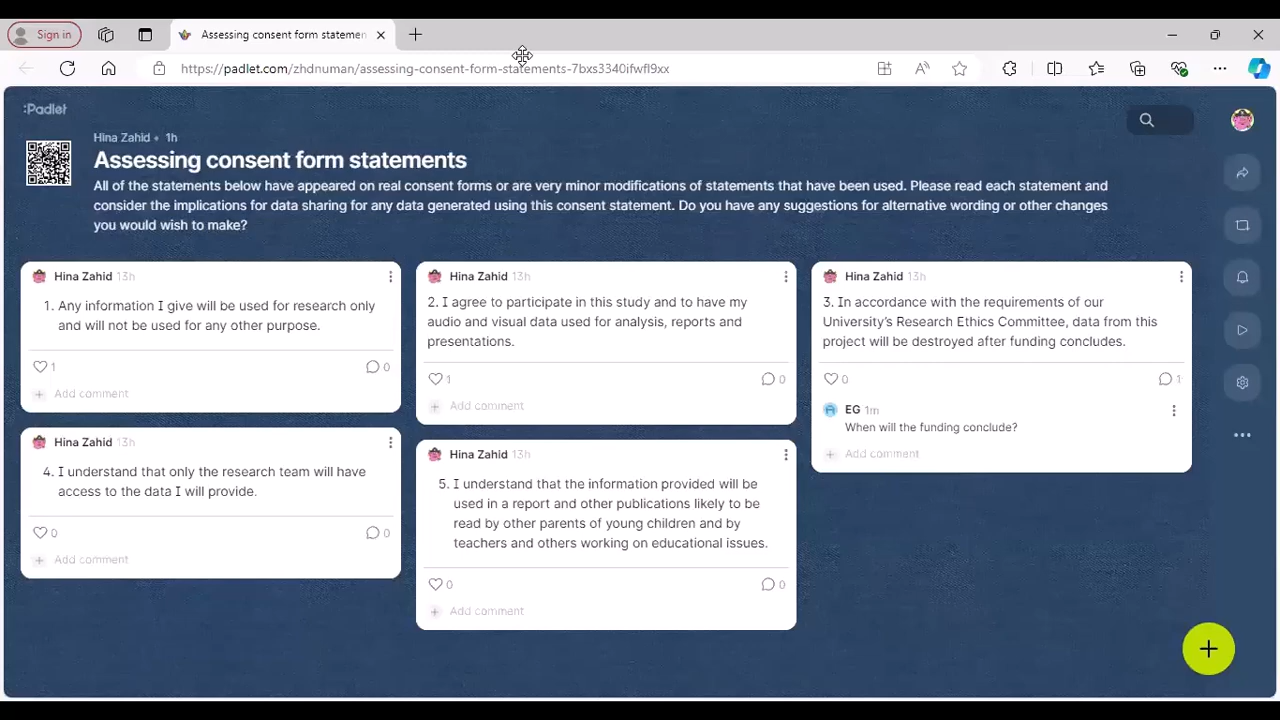 Sign in
Assessing consent form statemen
https://padlet.com/zhdnuman/assessing-consent-form-statements-7bxs3340ifwfl9xx
:Padlet
Hina Zahid • 1h
Assessing consent form statements
All of the statements below have appeared on real consent forms or are very minor modifications of statements that have been used. Please read each statement and
consider the implications for data sharing for any data generated using this consent statement. Do you have any suggestions for alternative wording or other changes
you would wish to make?
Hina Zahid 13h
1. Any information I give will be used for research only
and will not be used for any other purpose.
1
0
Add comment
Hina Zahid 13h
2. I agree to participate in this study and to have my
audio and visual data used for analysis, reports and
presentations.
1
0
Add comment
Hina Zahid 13h
3. In accordance with the requirements of our
University's Research Ethics Committee, data from this
project will be destroyed after funding concludes.
0
1
EG 1m
When will the funding conclude?
Add comment
Hina Zahid 13h
4. I understand that only the research team will have
access to the data I will provide.
0
0
Add comment
Hina Zahid 13h
5. I understand that the information provided will be
used in a report and other publications likely to be
read by other parents of young children and by
teachers and others working on educational issues.
0
0
Add comment